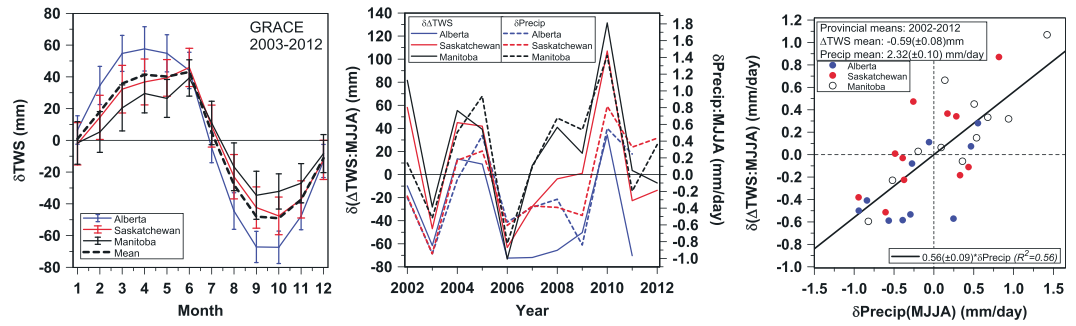 GRACE
2003-2012
80
60
40
20
0
-20
-40
-60
-80
δTWS (mm)
Alberta
Saskatchewan
Manitoba
Mean
1 2 3 4 5 6 7 8 9 10 11 12
Month
δΔTWS δPrecip
Alberta Alberta
Saskatchewan Saskatchewan
Manitoba Manitoba
140
120
100
80
60
40
20
0
-20
-40
-60
-80
δ(ΔTWS:MJJA) (mm)
1.8
1.6
1.4
1.2
1.0
0.8
0.6
0.4
0.2
0.0
-0.2
-0.4
-0.6
-0.8
-1.0
δPrecip:MJJA (mm/day)
2002 2004 2006 2008 2010 2012
Year
Provincial means: 2002-2012
ΔTWS mean: -0.59(±0.08)mm
Precip mean: 2.32(±0.10) mm/day
Alberta
Saskatchewan
Manitoba
1.2
1.0
0.8
0.6
0.4
0.2
0.0
-0.2
-0.4
-0.6
-0.8
-1.0
δ(ΔTWS:MJJA) (mm/day)
0.56(±0.09)*δPrecip (R²=0.56)
-1.5 -1.0 -0.5 0.0 0.5 1.0 1.5
δPrecip(MJJA) (mm/day)